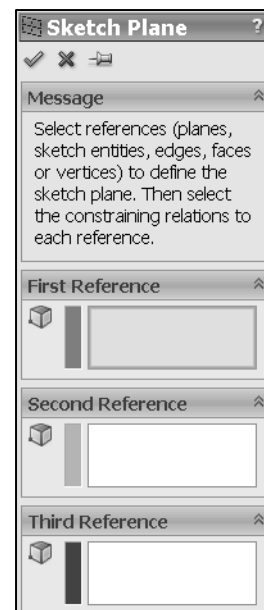 Sketch Plane ?
Message
Select references (planes,
sketch entities, edges, faces
or vertices) to define the
sketch plane. Then select
the constraining relations to
each reference.
First Reference
Second Reference
Third Reference